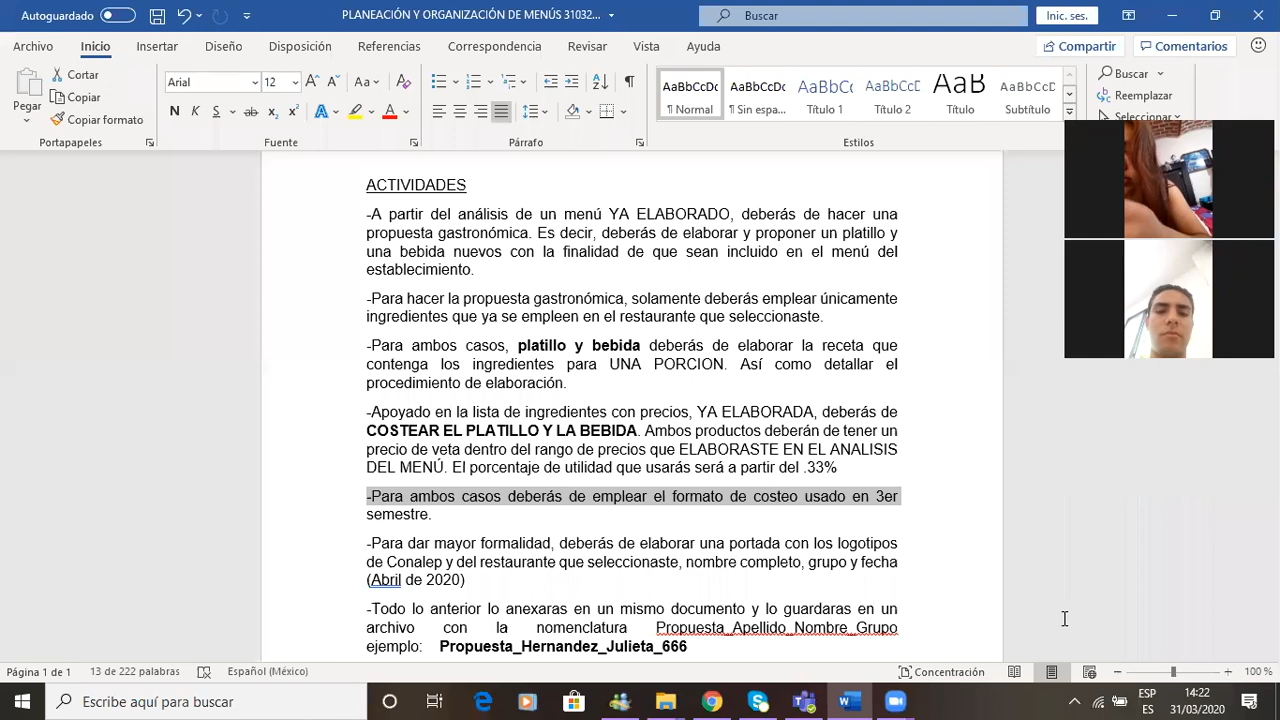 Autoguardado
PLANEACIÓN Y ORGANIZACIÓN DE MENÚS 31032...
Buscar
Inic. ses.
Archivo Inicio Insertar Diseño Disposición Referencias Correspondencia Revisar Vista Ayuda Compartir Comentarios
Pegar
Cortar
Copiar
Copiar formato
Portapapeles
Arial 12
N K S ab x₂ x²
Fuente
Párrafo
AaBbCcDc AaBbCcDc AaBbCc AaBbCcD AaB AaBbCcD
¶ Normal ¶ Sin espa... Título 1 Título 2 Título Subtítulo
Estilos
Buscar
Reemplazar
Seleccionar
ACTIVIDADES
-A partir del análisis de un menú YA ELABORADO, deberás de hacer una
propuesta gastronómica. Es decir, deberás de elaborar y proponer un platillo y
una bebida nuevos con la finalidad de que sean incluido en el menú del
establecimiento.
-Para hacer la propuesta gastronómica, solamente deberás emplear únicamente
ingredientes que ya se empleen en el restaurante que seleccionaste.
-Para ambos casos, platillo y bebida deberás de elaborar la receta que
contenga los ingredientes para UNA PORCION. Así como detallar el
procedimiento de elaboración.
-Apoyado en la lista de ingredientes con precios, YA ELABORADA, deberás de
COSTEAR EL PLATILLO Y LA BEBIDA. Ambos productos deberán de tener un
precio de veta dentro del rango de precios que ELABORASTE EN EL ANALISIS
DEL MENÚ. El porcentaje de utilidad que usarás será a partir del .33%
-Para ambos casos deberás de emplear el formato de costeo usado en 3er
semestre.
-Para dar mayor formalidad, deberás de elaborar una portada con los logotipos
de Conalep y del restaurante que seleccionaste, nombre completo, grupo y fecha
(Abril de 2020)
-Todo lo anterior lo anexaras en un mismo documento y lo guardaras en un
archivo con la nomenclatura Propuesta_Apellido_Nombre_Grupo
ejemplo: Propuesta_Hernandez_Julieta_666
Página 1 de 1 13 de 222 palabras Español (México) Concentración 100 %
Escribe aquí para buscar
ESP
ES
14:22
31/03/2020